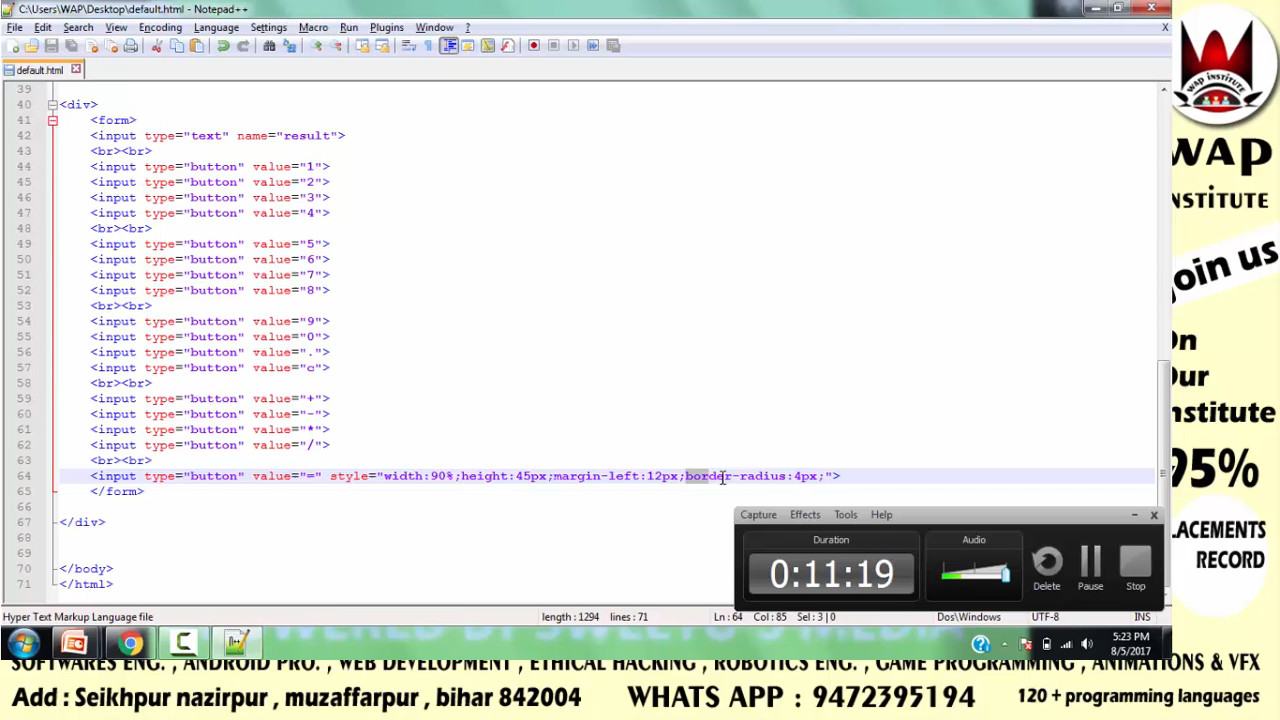 C:\Users\WAP\Desktop\default.html - Notepad++
File Edit Search View Encoding Language Settings Macro Run Plugins Window ? X
default.html
39
40 <div>
41 <form>
42 <input type="text" name="result">
43 <br><br>
44 <input type="button" value="1">
45 <input type="button" value="2">
46 <input type="button" value="3">
47 <input type="button" value="4">
48 <br><br>
49 <input type="button" value="5">
50 <input type="button" value="6">
51 <input type="button" value="7">
52 <input type="button" value="8">
53 <br><br>
54 <input type="button" value="9">
55 <input type="button" value="0">
56 <input type="button" value=".">
57 <input type="button" value="c">
58 <br><br>
59 <input type="button" value="+">
60 <input type="button" value="-">
61 <input type="button" value="*">
62 <input type="button" value="/">
63 <br><br>
64 <input type="button" value="=" style="width:90%;height:45px;margin-left:12px;border-radius:4px;">
65 </form>
66
67 </div>
68
69
70 </body>
71 </html>
Capture Effects Tools Help
Duration
0:11:19
Audio
Delete Pause Stop
Hyper Text Markup Language file length : 1294 lines : 71 Ln : 64 Col : 85 Sel : 3 | 0 Dos\Windows UTF-8 INS
5:23 PM
8/5/2017
WAP INSTITUTE
WAP
NSTITUTE
join us
On
Our
nstitute
95%
LACEMENTS
RECORD
SOFTWARES ENG. , ANDROID PRO. , WEB DEVELOPMENT , ETHICAL HACKING , ROBOTICS ENG. , GAME PROGRAMMING , ANIMATIONS & VFX
Add : Seikhpur nazirpur , muzaffarpur , bihar 842004 WHATS APP : 9472395194 120 + programming languages